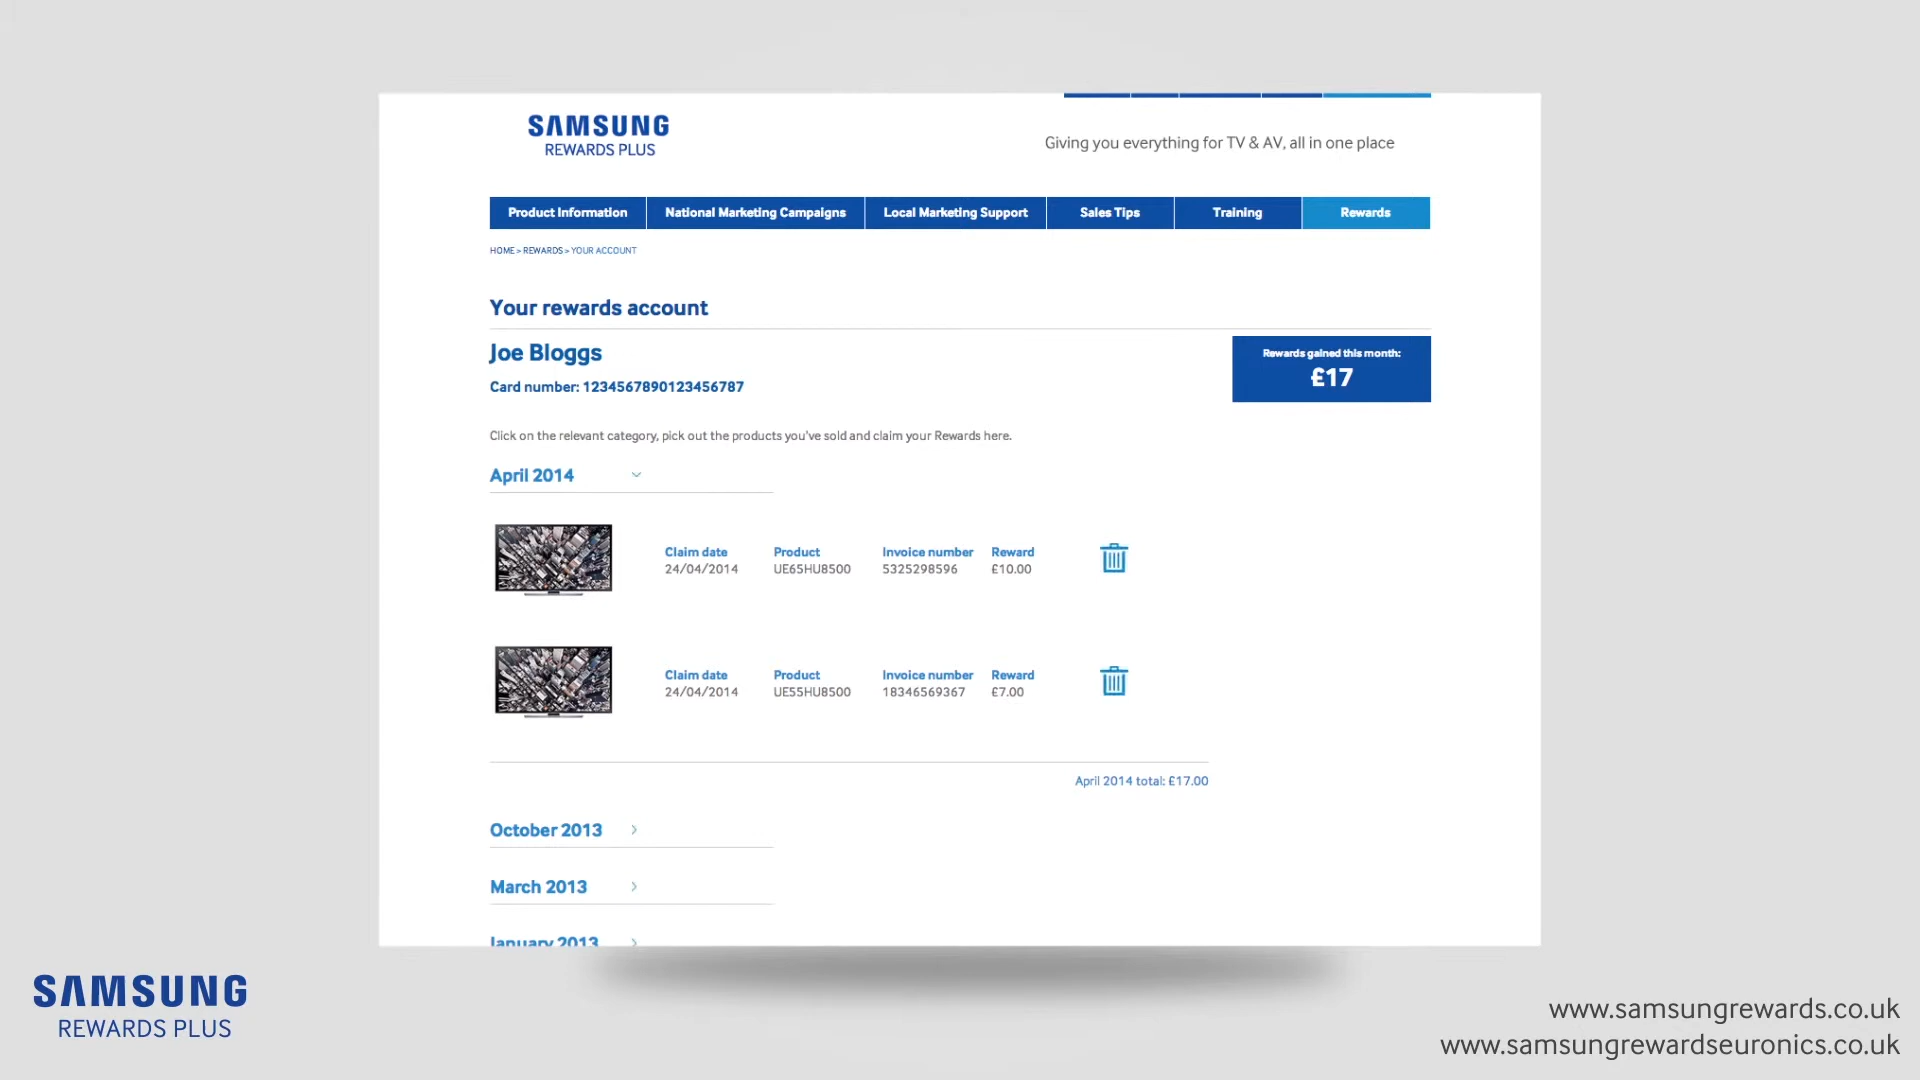 SAMSUNG
REWARDS PLUS
Giving you everything for TV & AV, all in one place
Product Information
National Marketing Campaigns
Local Marketing Support
Sales Tips
Training
Rewards
HOME > REWARDS > YOUR ACCOUNT
Your rewards account
Joe Bloggs
Card number: 1234567890123456787
Rewards gained this month:
£17
Click on the relevant category, pick out the products you've sold and claim your Rewards here.
April 2014
Claim date Product Invoice number Reward
24/04/2014 UE65HU8500 5325298596 £10.00
Claim date Product Invoice number Reward
24/04/2014 UE55HU8500 18346569367 £7.00
April 2014 total: £17.00
October 2013
March 2013
January 2013
SAMSUNG
REWARDS PLUS
www.samsungrewards.co.uk
www.samsungrewardseuronics.co.uk